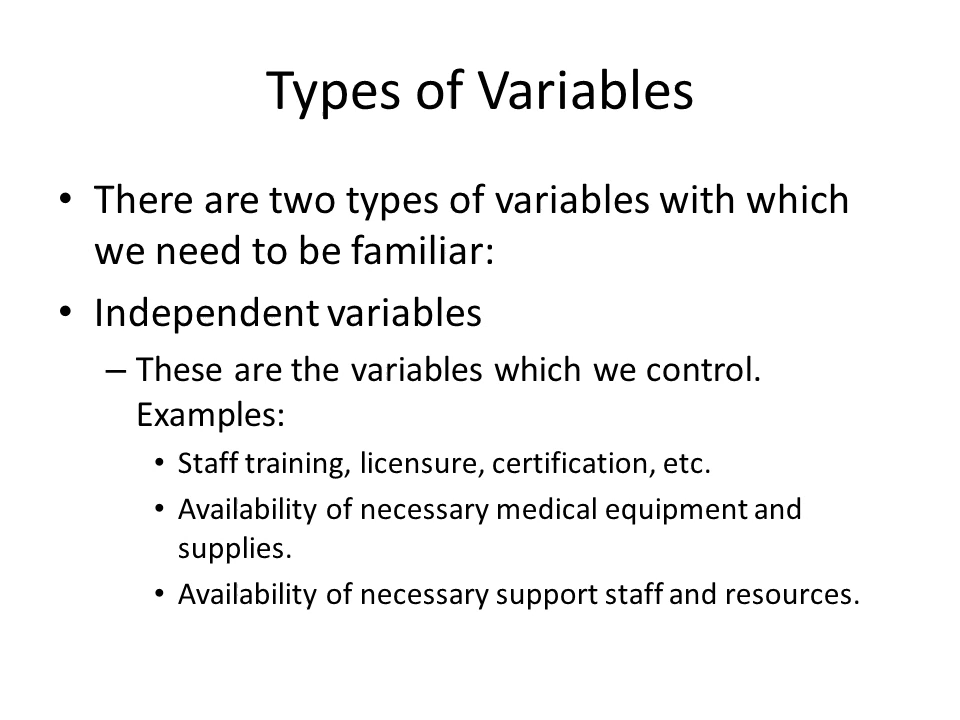 Types of Variables
• There are two types of variables with which
we need to be familiar:
• Independent variables
– These are the variables which we control.
Examples:
• Staff training, licensure, certification, etc.
• Availability of necessary medical equipment and
supplies.
• Availability of necessary support staff and resources.